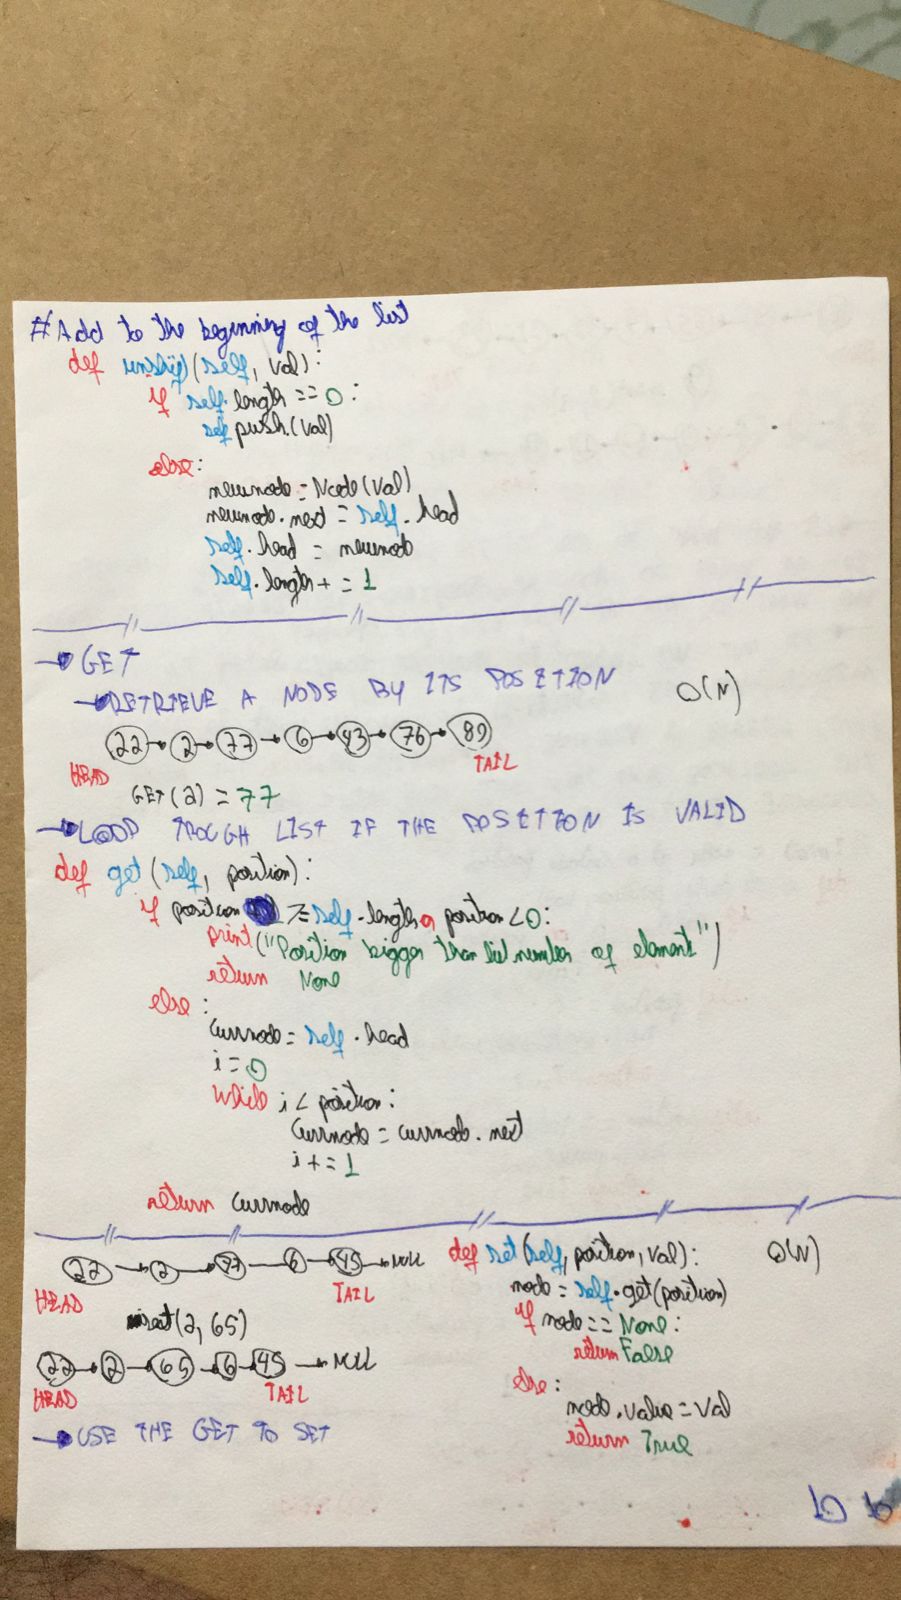 #Add to the beginning of the list
def unshift(self, val):
if self.length == 0:
self push.(val)
else:
newnode = Node(val)
newnode.next = self.head
self.head = newnode
self.length + = 1
GET
RETRIEVE A NODE BY ITS POSITION O(N)
22 2 77 6 43 76 89
HEAD TAIL
GET(2) = 77
LOOP TROUGH LIST IF THE POSITION IS VALID
def get(self, position):
if position >= self.length or position < 0:
print("Position bigger than list number of element")
return None
else:
currnode = self.head
i = 0
while i < position:
currnode = currnode.next
i + = 1
return currnode
22 2 77 6 45 NULL
HEAD TAIL
(2, 65)
22 2 65 6 45 NULL
HEAD TAIL
USE THE GET TO SET
def set(self, position, val): O(N)
node = self.get(position)
if node == None:
return False
else:
node.value = val
return True